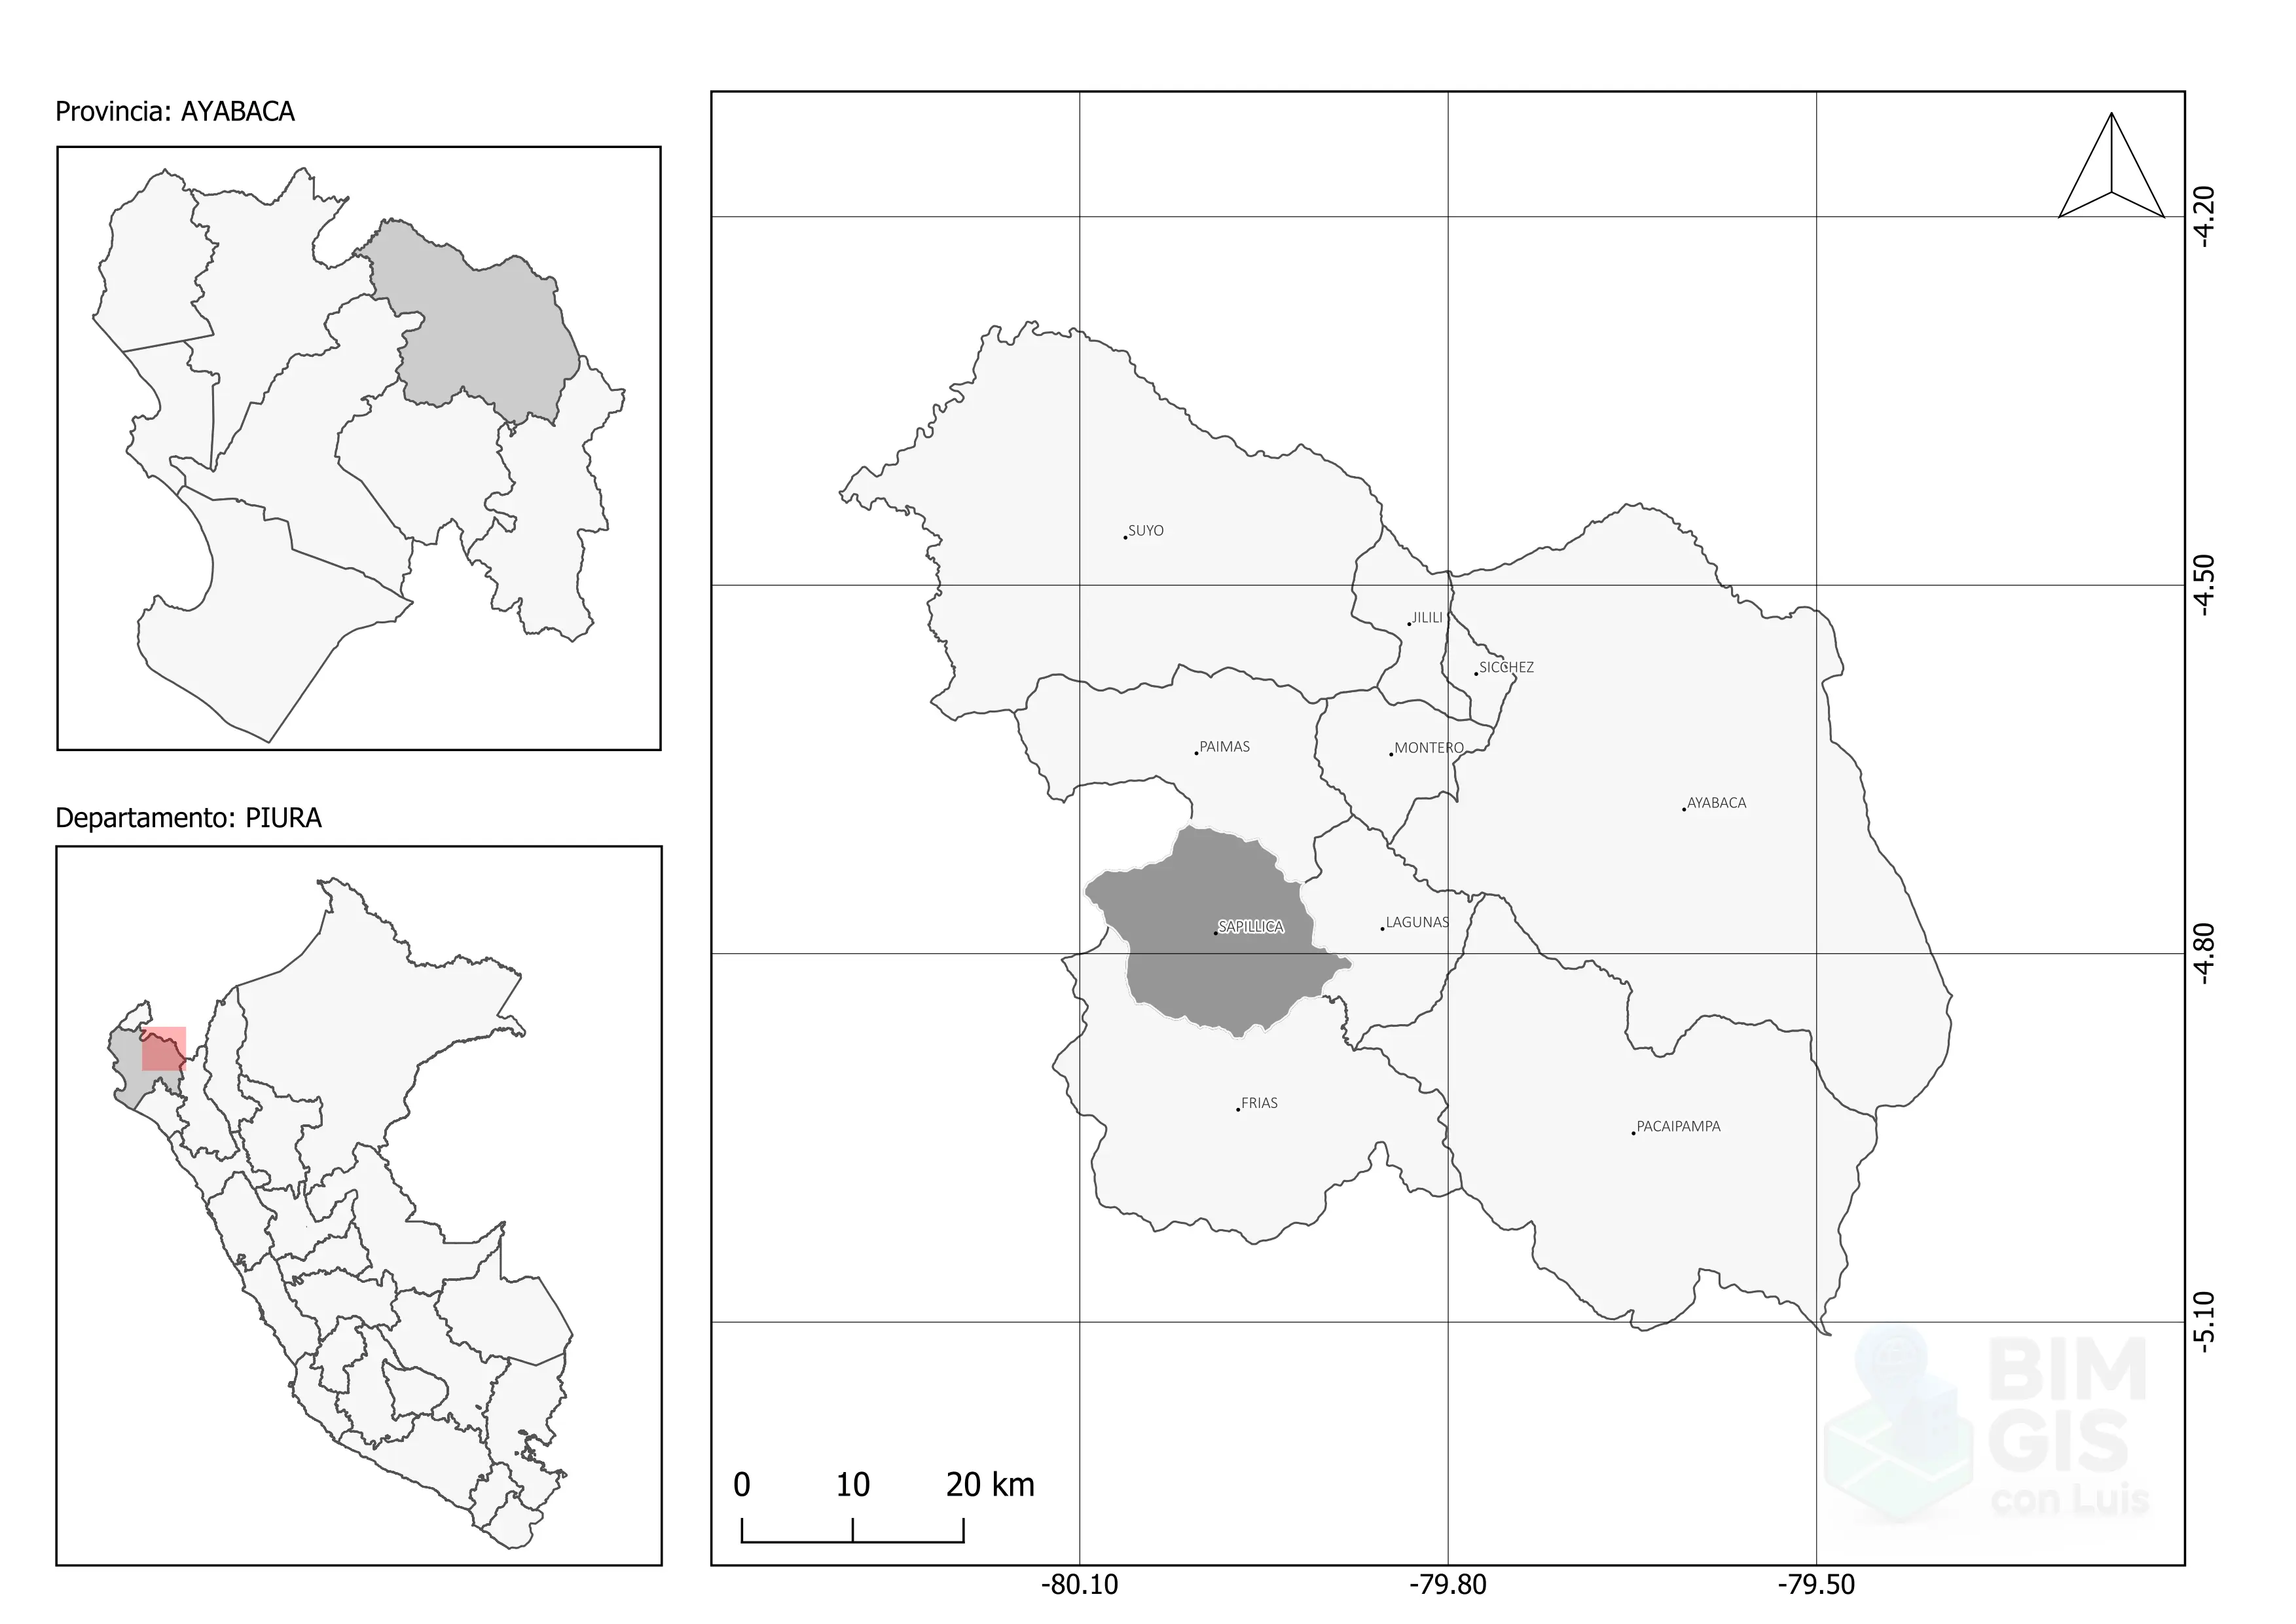 Provincia: AYABACA
Departamento: PIURA
-4.20
-4.50
-4.80
-5.10
SUYO
JILILI
SICCHEZ
PAIMAS
MONTERO
AYABACA
SAPILLICA
LAGUNAS
FRIAS
PACAIPAMPA
BIM
GIS
con Luis
0 10 20 km
-80.10 -79.80 -79.50